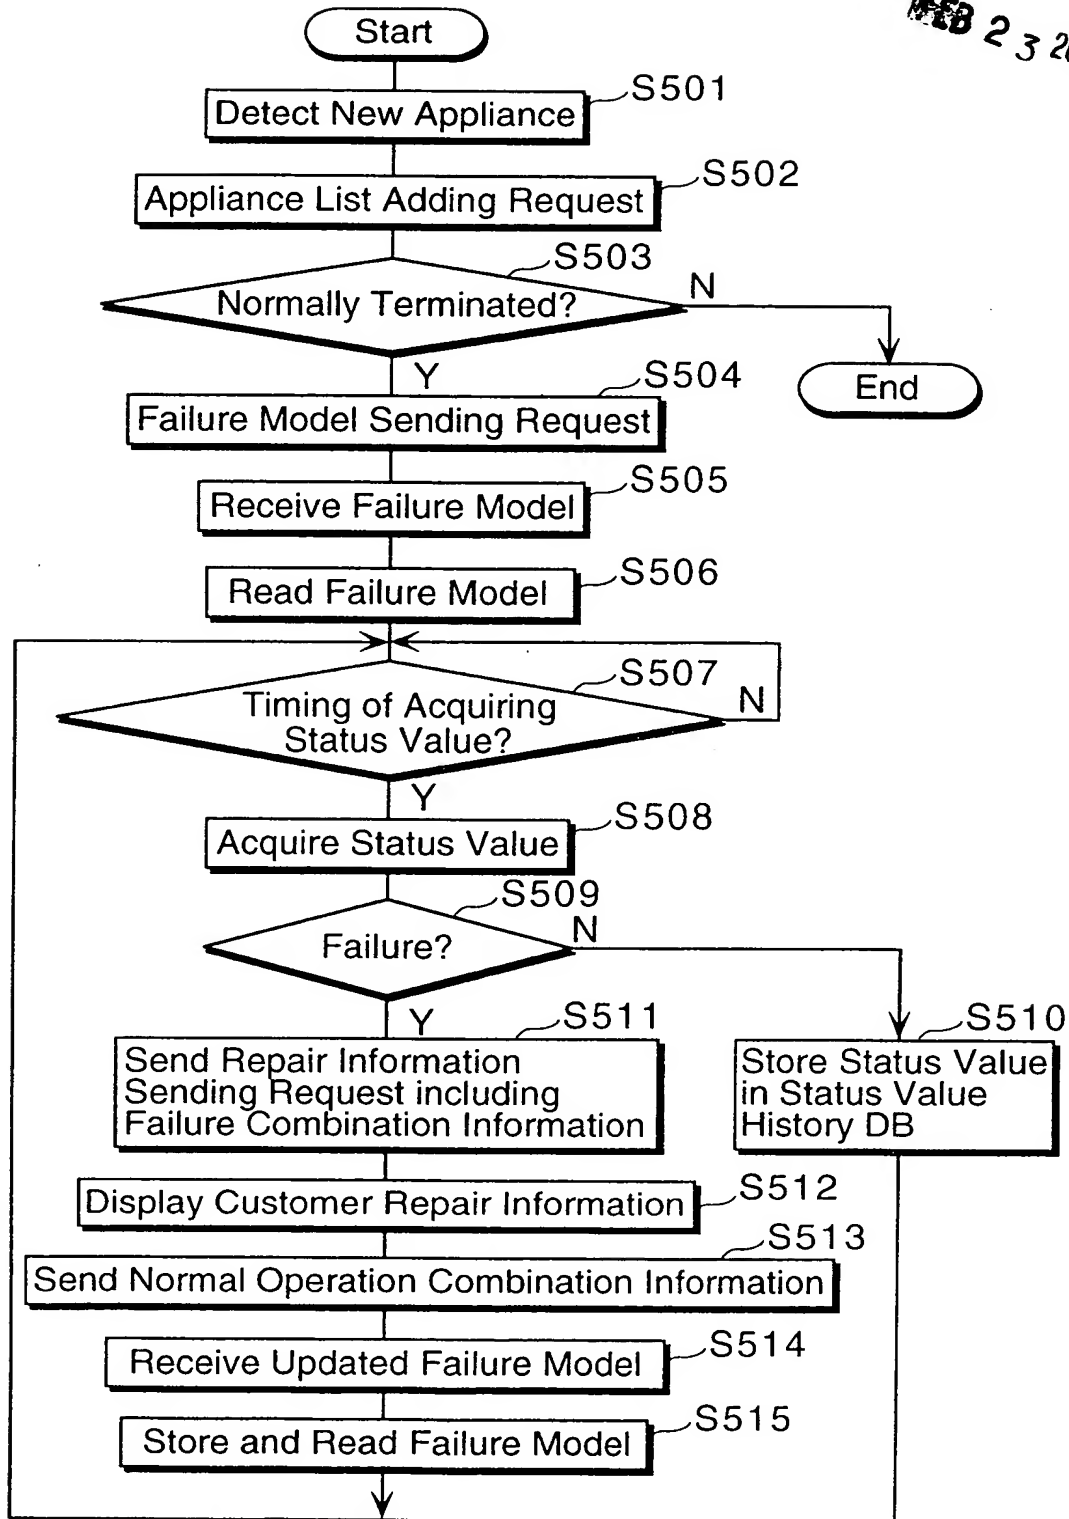 Start
FEB 2 3
S501
Detect New Appliance
S502
Appliance List Adding Request
S503
Normally Terminated?
N
Y
End
S504
Failure Model Sending Request
S505
Receive Failure Model
S506
Read Failure Model
S507
Timing of Acquiring
Status Value?
N
Y
S508
Acquire Status Value
S509
Failure?
N
Y
S511
Send Repair Information
Sending Request including
Failure Combination Information
S510
Store Status Value
in Status Value
History DB
S512
Display Customer Repair Information
S513
Send Normal Operation Combination Information
S514
Receive Updated Failure Model
S515
Store and Read Failure Model